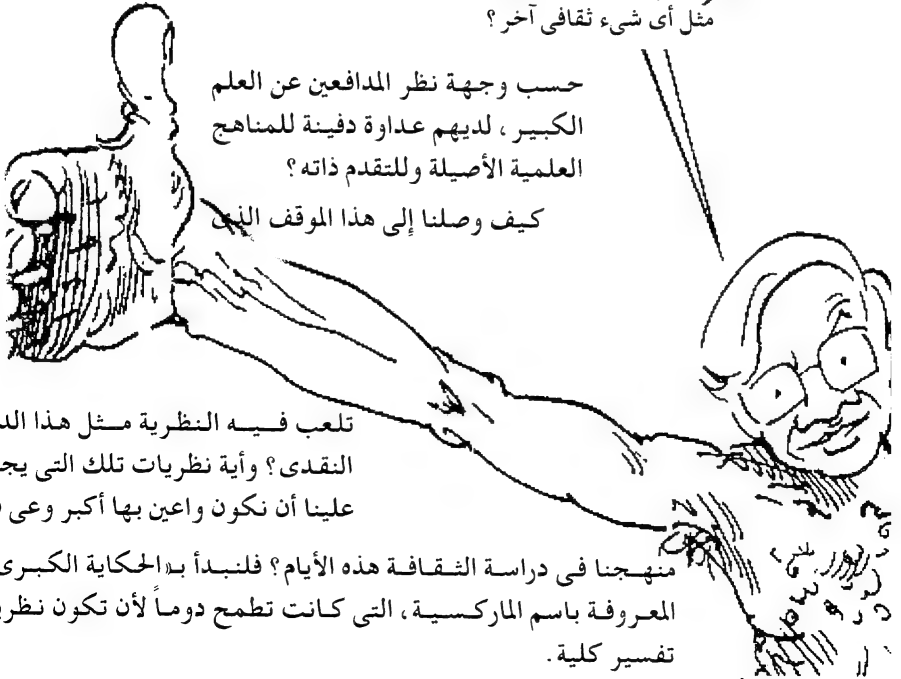 مثل أى شىء ثقافى آخر ؟
حسب وجهة نظر المدافعين عن العلم
الكبير ، لديهم عداوة دفينة للمناهج
العلمية الأصيلة وللتقدم ذاته ؟
كيف وصلنا إلى هذا الموقف الذى
تلعب فيه النظرية مثل هذا
النقدى ؟ وأية نظريات تلك التى
علينا أن نكون واعين بها أكبر وعى
منهجنا فى دراسة الثقافة هذه الأيام ؟ فلنبدأ بـ «الحكاية الكبرى
المعروفة باسم الماركسية ، التى كانت تطمح دوماً لأن تكون
تفسير كلية .